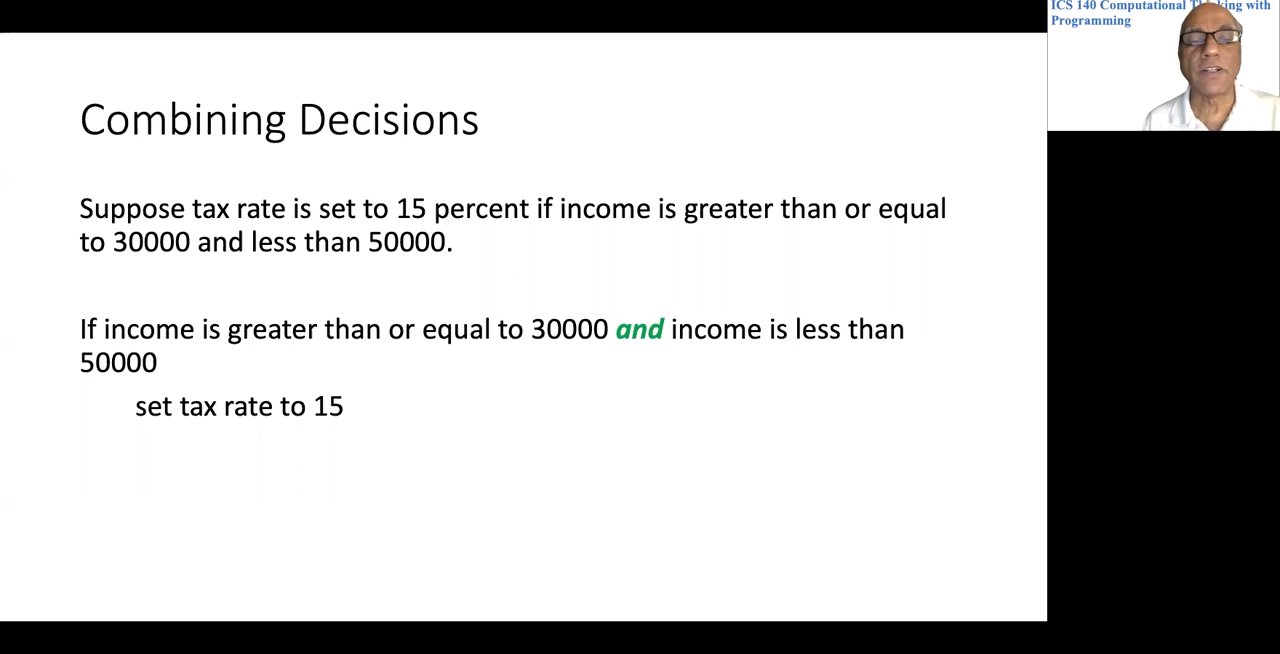 ICS 140 Computational king with
Programming
Combining Decisions
Suppose tax rate is set to 15 percent if income is greater than or equal
to 30000 and less than 50000.
If income is greater than or equal to 30000 and income is less than
50000
set tax rate to 15